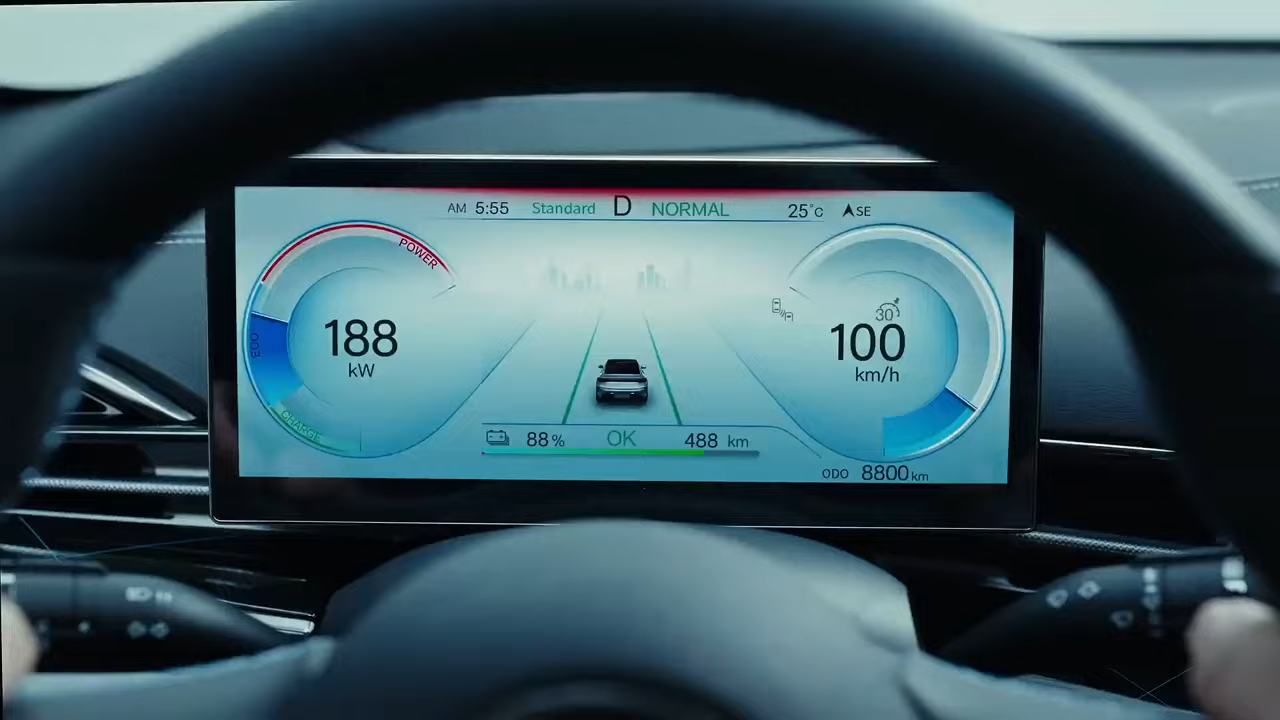 AM 5:55 Standard D NORMAL 25°C SE
POWER
ECO
CHARGE
188
kW
30
100
km/h
88% OK 488 km
ODO 8800km